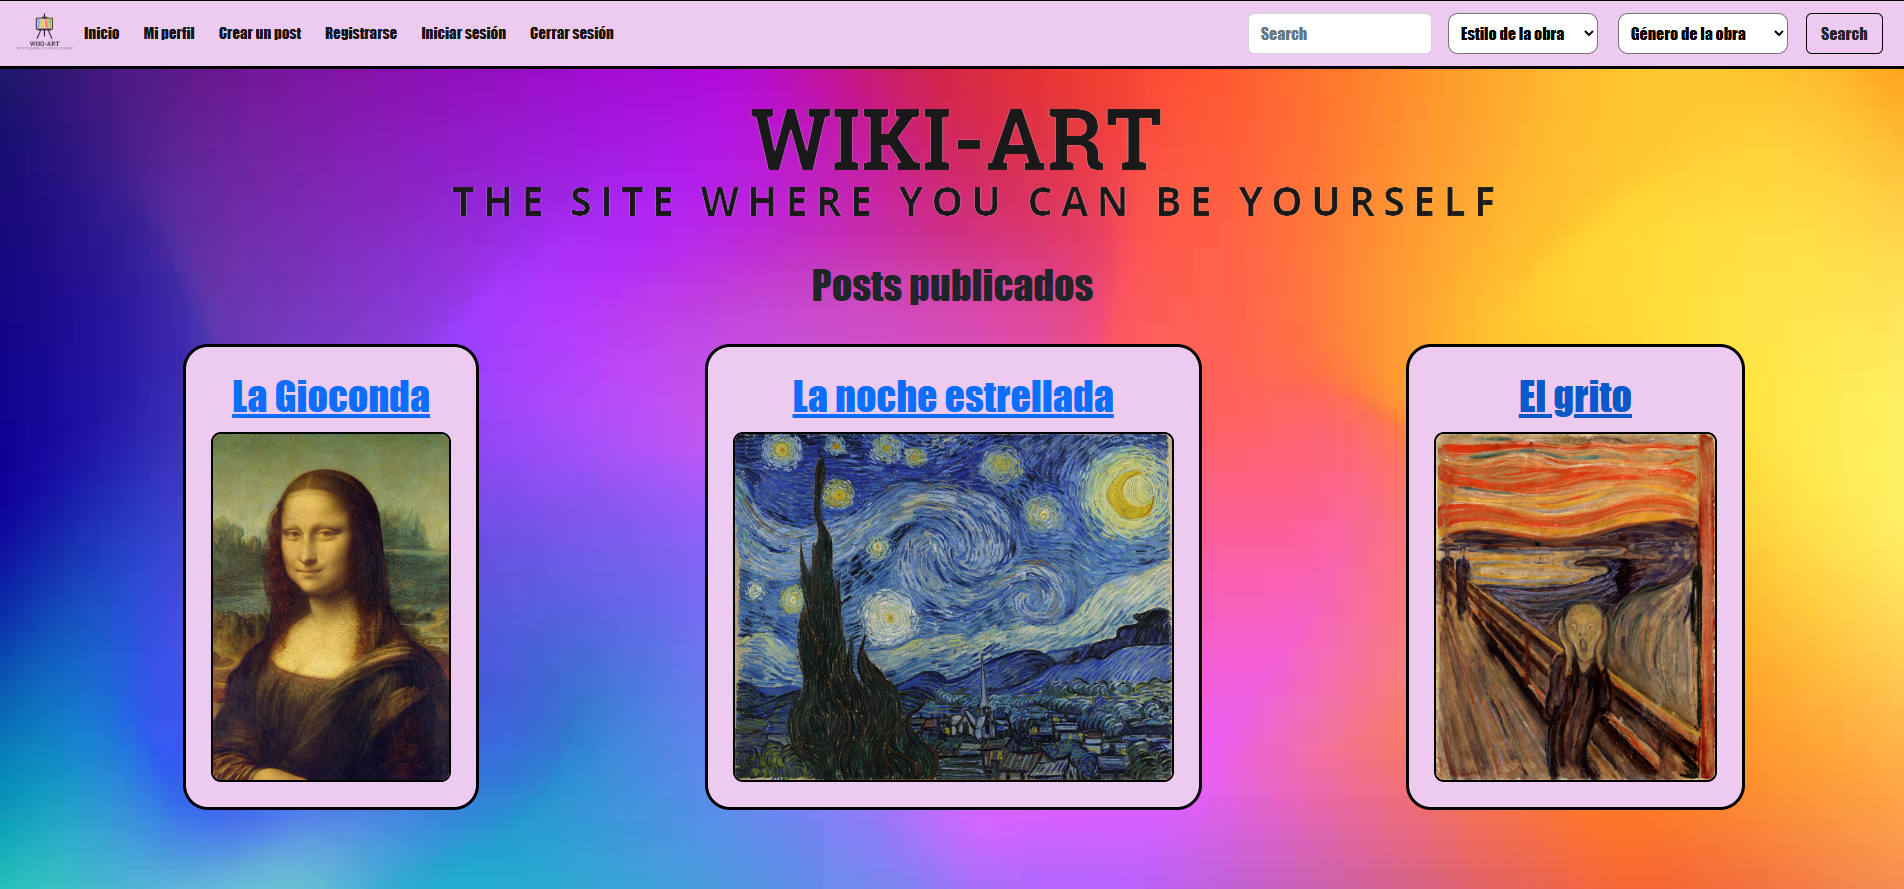 WIKI-ART
Inicio Mi perfil Crear un post Registrarse Iniciar sesión Cerrar sesión Search Estilo de la obra Género de la obra Search
WIKI-ART
THE SITE WHERE YOU CAN BE YOURSELF
Posts publicados
La Gioconda La noche estrellada El grito